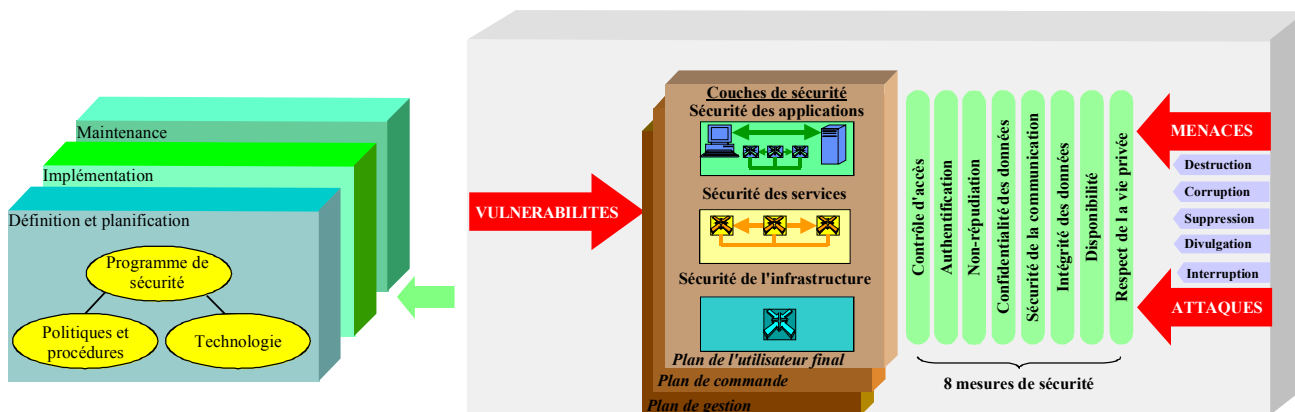 Maintenance
Implémentation
Définition et planification
Programme de
sécurité
Politiques et
procédures
Technologie
VULNERABILITES
Couches de sécurité
Sécurité des applications
Sécurité des services
Sécurité de l'infrastructure
Plan de l'utilisateur final
Plan de commande
Plan de gestion
Contrôle d'accès
Authentification
Non-répudiation
Confidentialité des données
Sécurité de la communication
Intégrité des données
Disponibilité
Respect de l a vie privée
8 mesures de sécurité
MENACES
Destruction
Corruption
Suppression
Divulgation
Interruption
ATTAQUES